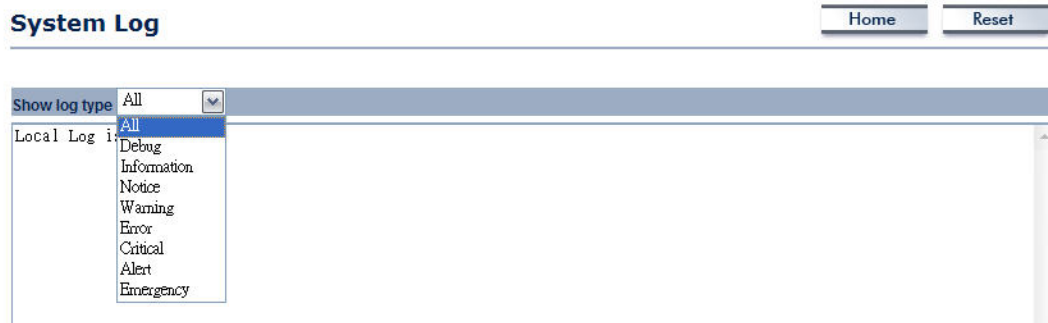 System Log
Home
Reset
Show log type All
Local Log i
All
Debug
Information
Notice
Warning
Error
Critical
Alert
Emergency